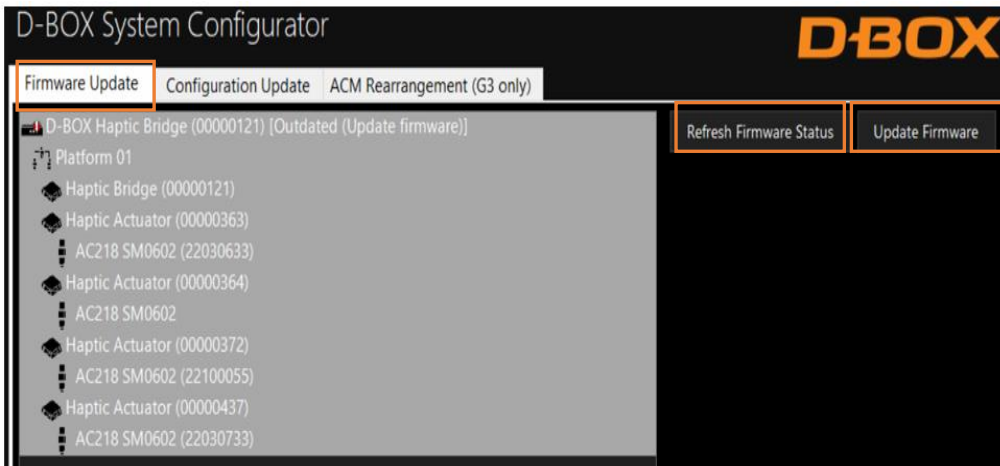 D-BOX System Configurator
D-BOX
Firmware Update Configuration Update ACM Rearrangement (G3 only)
D-BOX Haptic Bridge (00000121) [Outdated (Update firmware)]
Refresh Firmware Status Update Firmware
Platform 01
Haptic Bridge (00000121)
Haptic Actuator (00000363)
AC218 SM0602 (22030633)
Haptic Actuator (00000364)
AC218 SM0602
Haptic Actuator (00000372)
AC218 SM0602 (22100055)
Haptic Actuator (00000437)
AC218 SM0602 (22030733)